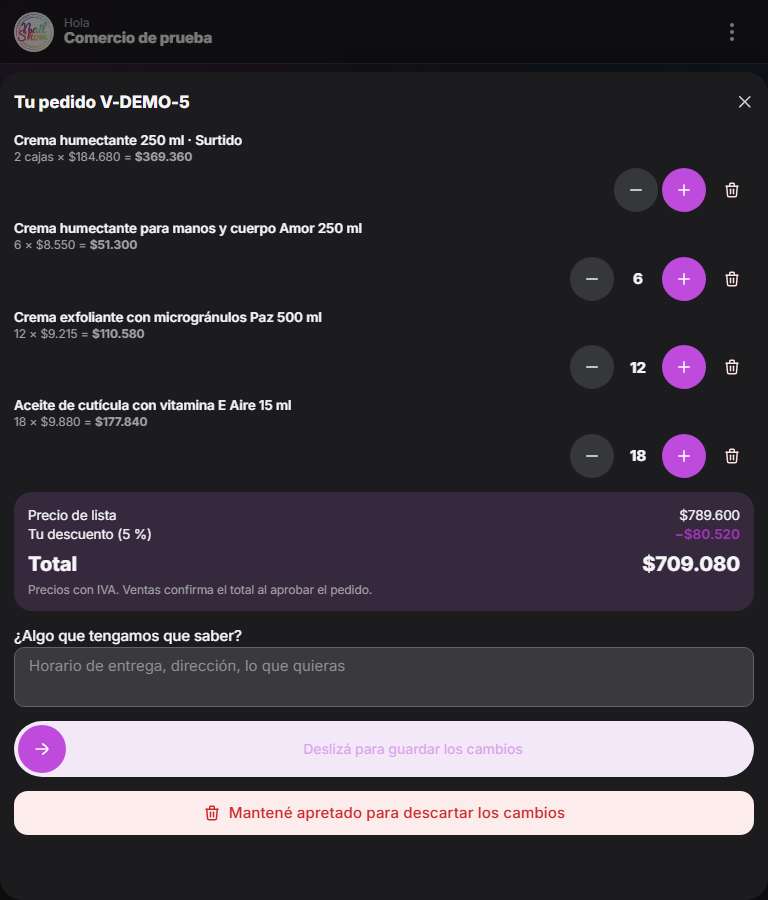 Nail
Show
Hola
Comercio de prueba
Tu pedido V-DEMO-5
Crema humectante 250 ml · Surtido
2 cajas × $184.680 = $369.360
Crema humectante para manos y cuerpo Amor 250 ml
6 × $8.550 = $51.300
6
Crema exfoliante con microgránulos Paz 500 ml
12 × $9.215 = $110.580
12
Aceite de cutícula con vitamina E Aire 15 ml
18 × $9.880 = $177.840
18
Precio de lista $789.600
Tu descuento (5 %) −$80.520
Total $709.080
Precios con IVA. Ventas confirma el total al aprobar el pedido.
¿Algo que tengamos que saber?
Horario de entrega, dirección, lo que quieras
Deslizá para guardar los cambios
Mantené apretado para descartar los cambios